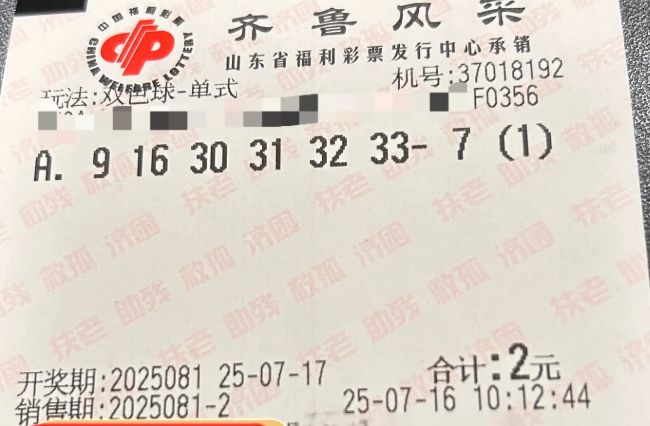 中国福利彩票
CHINA WELFARE LOTTERY
齐鲁风采
山东省福利彩票发行中心承销
玩法:双色球-单式
机号:37018192
F0356
A. 9 16 30 31 32 33- 7 (1)
扶老 助残 救孤 济困
开奖期:2025081 25-07-17
合计:2元
销售期:2025081-2
25-07-16 10:12:44